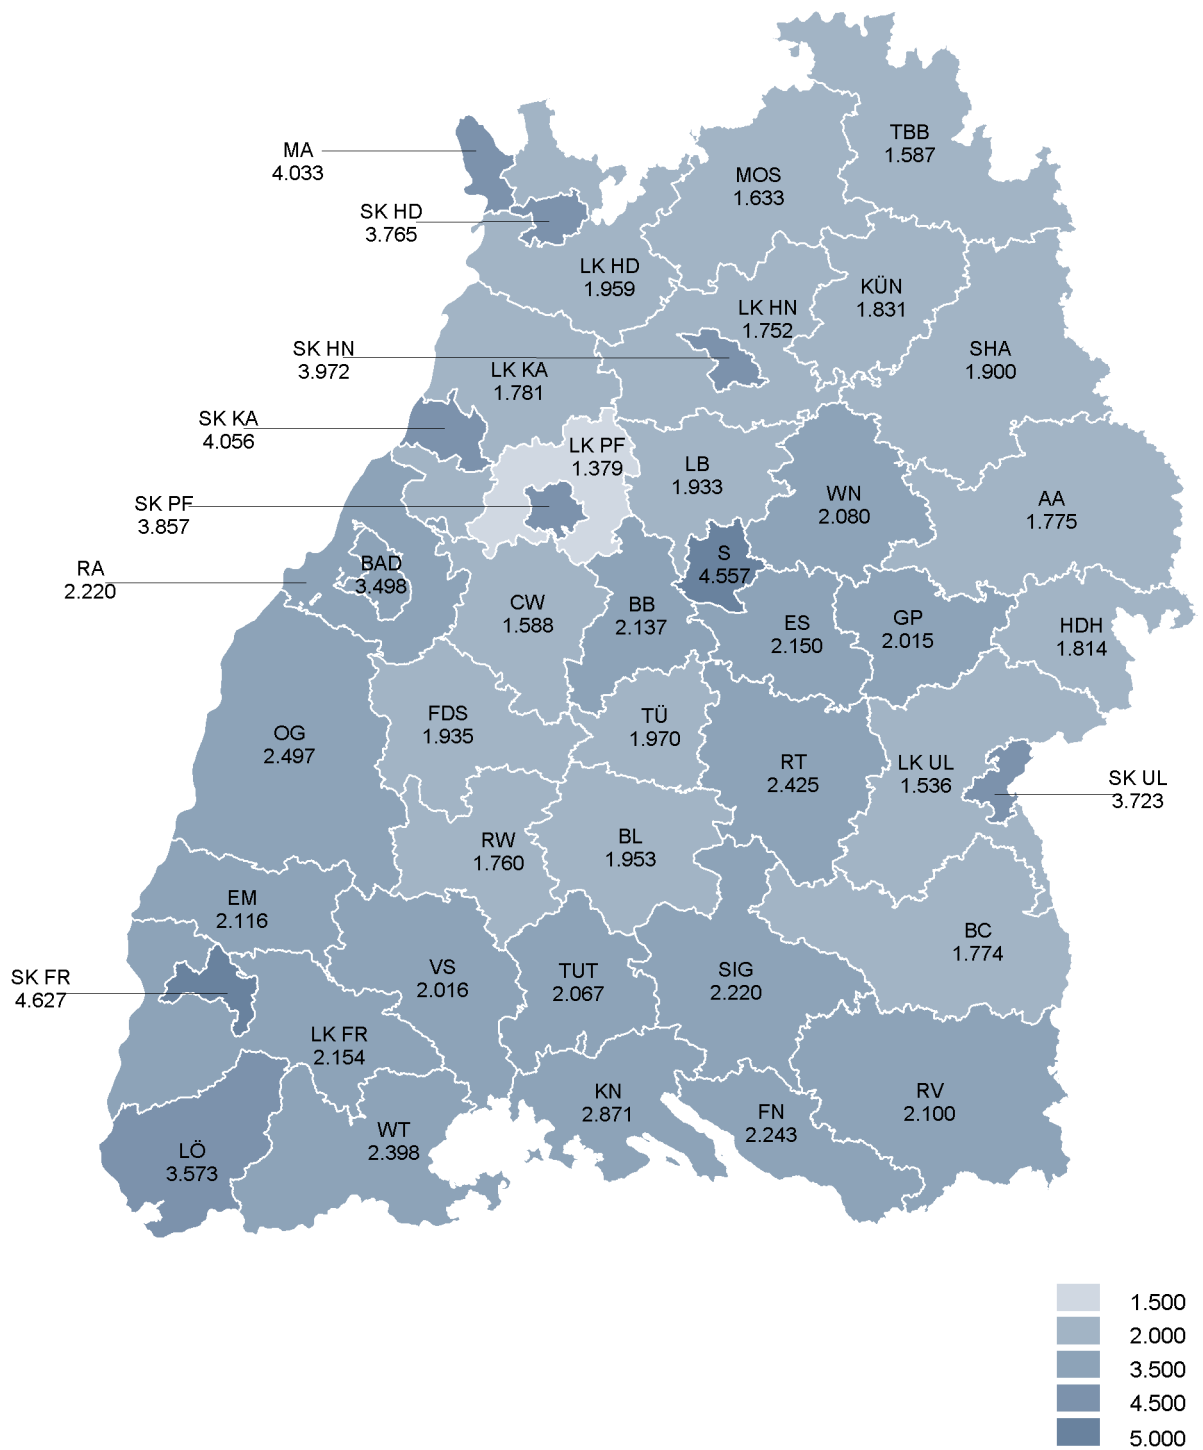 TBB
1.587
MA
4.033
MOS
1.633
SK HD
3.765
LK HD
1.959
KÜN
1.831
LK HN
1.752
SK HN
3.972
SHA
1.900
LK KA
1.781
SK KA
4.056
LK PF
1.379
LB
1.933
WN
2.080
AA
1.775
SK PF
3.857
S
4.557
RA
2.220
BAD
3.498
CW
1.588
BB
2.137
ES
2.150
GP
2.015
HDH
1.814
FDS
1.935
TÜ
1.970
OG
2.497
RT
2.425
LK UL
1.536
SK UL
3.723
RW
1.760
BL
1.953
EM
2.116
BC
1.774
SK FR
4.627
VS
2.016
TUT
2.067
SIG
2.220
LK FR
2.154
KN
2.871
RV
2.100
FN
2.243
WT
2.398
LÖ
3.573
1.500
2.000
3.500
4.500
5.000